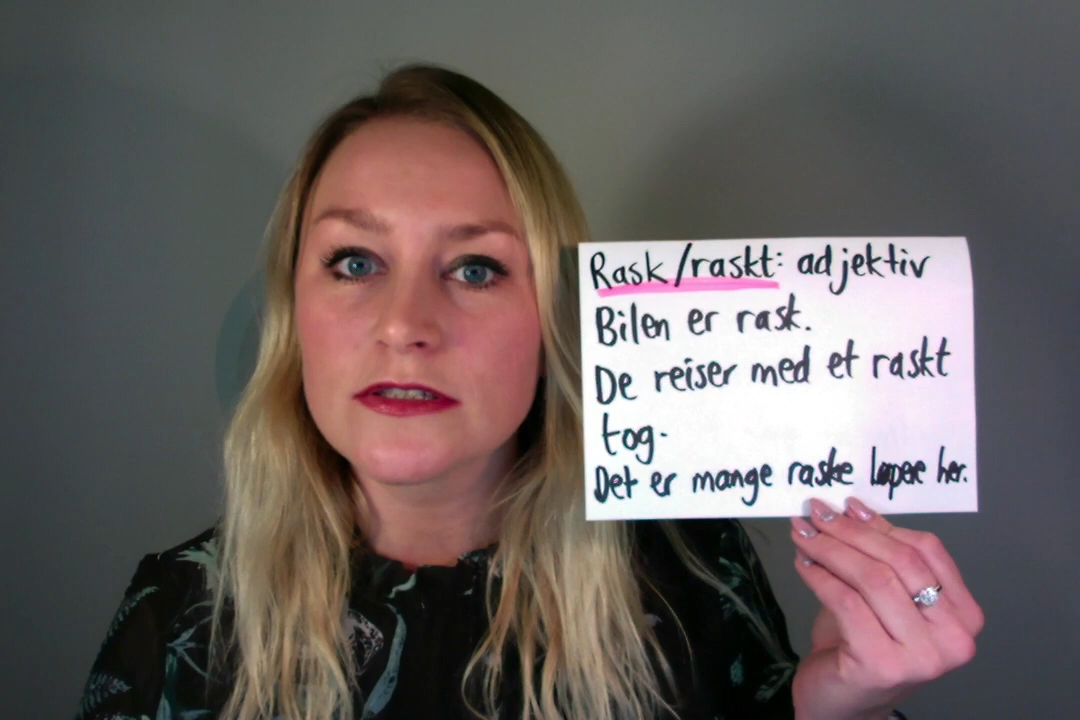 Rask/raskt: adjektiv
Bilen er rask.
De reiser med et raskt
tog.
Det er mange raske løpere her.